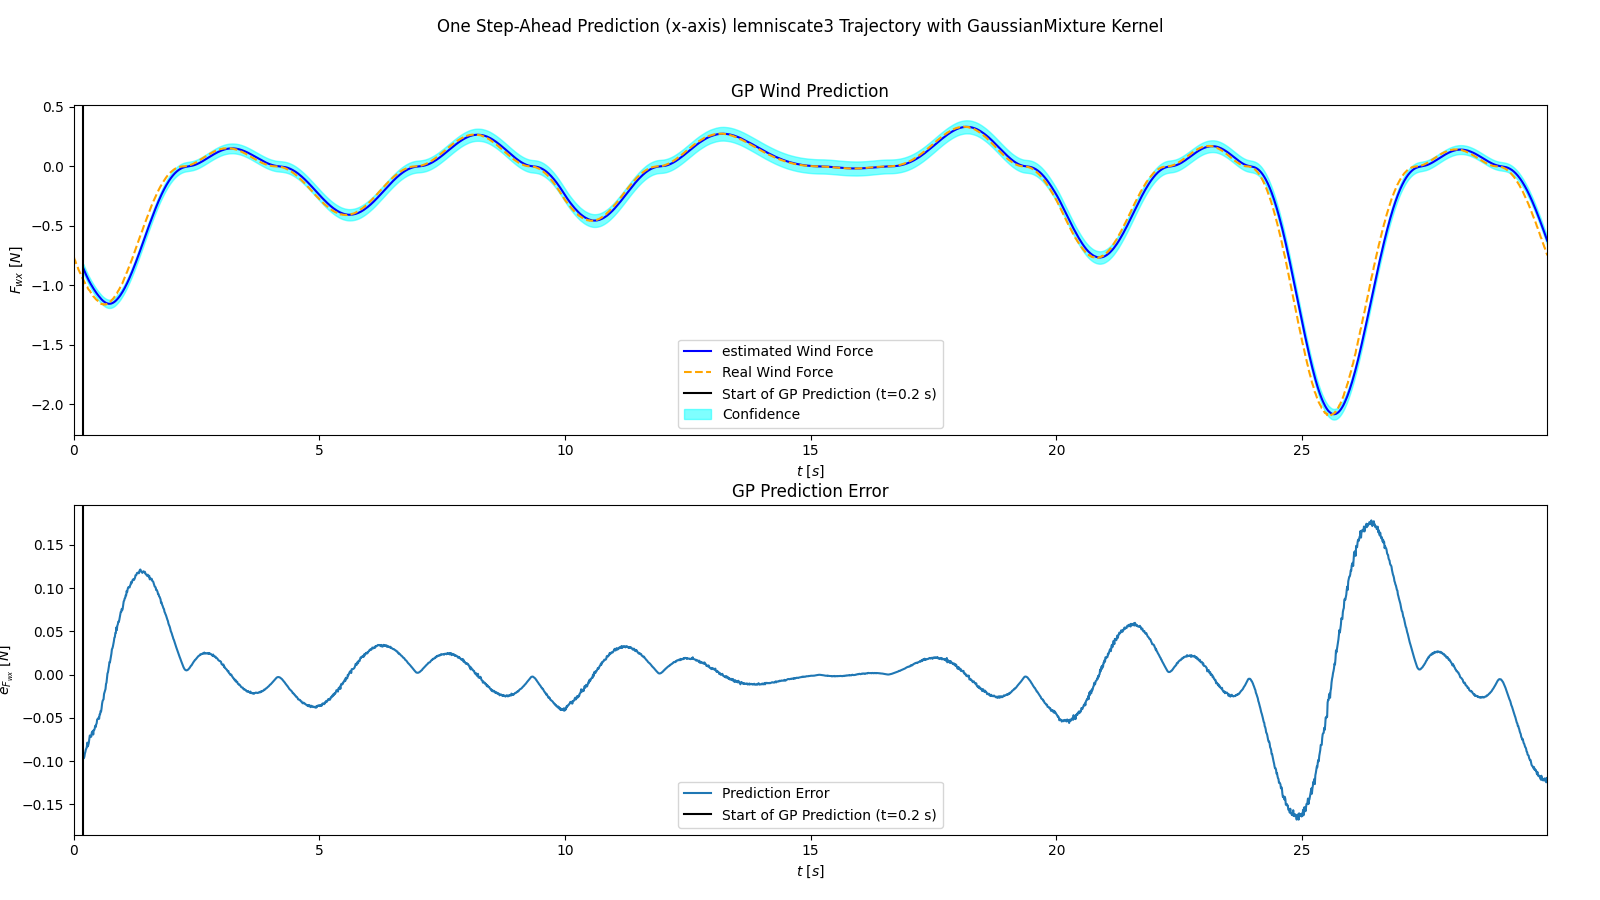 One Step-Ahead Prediction (x-axis) lemniscate3 Trajectory with GaussianMixture Kernel
GP Wind Prediction
0.5
0.0
−0.5
−1.0
−1.5
−2.0
F_wx [N]
estimated Wind Force
Real Wind Force
Start of GP Prediction (t=0.2 s)
Confidence
0 5 10 15 20 25
t [s]
GP Prediction Error
0.15
0.10
0.05
0.00
−0.05
−0.10
−0.15
e_F_wx [N]
Prediction Error
Start of GP Prediction (t=0.2 s)
0 5 10 15 20 25
t [s]